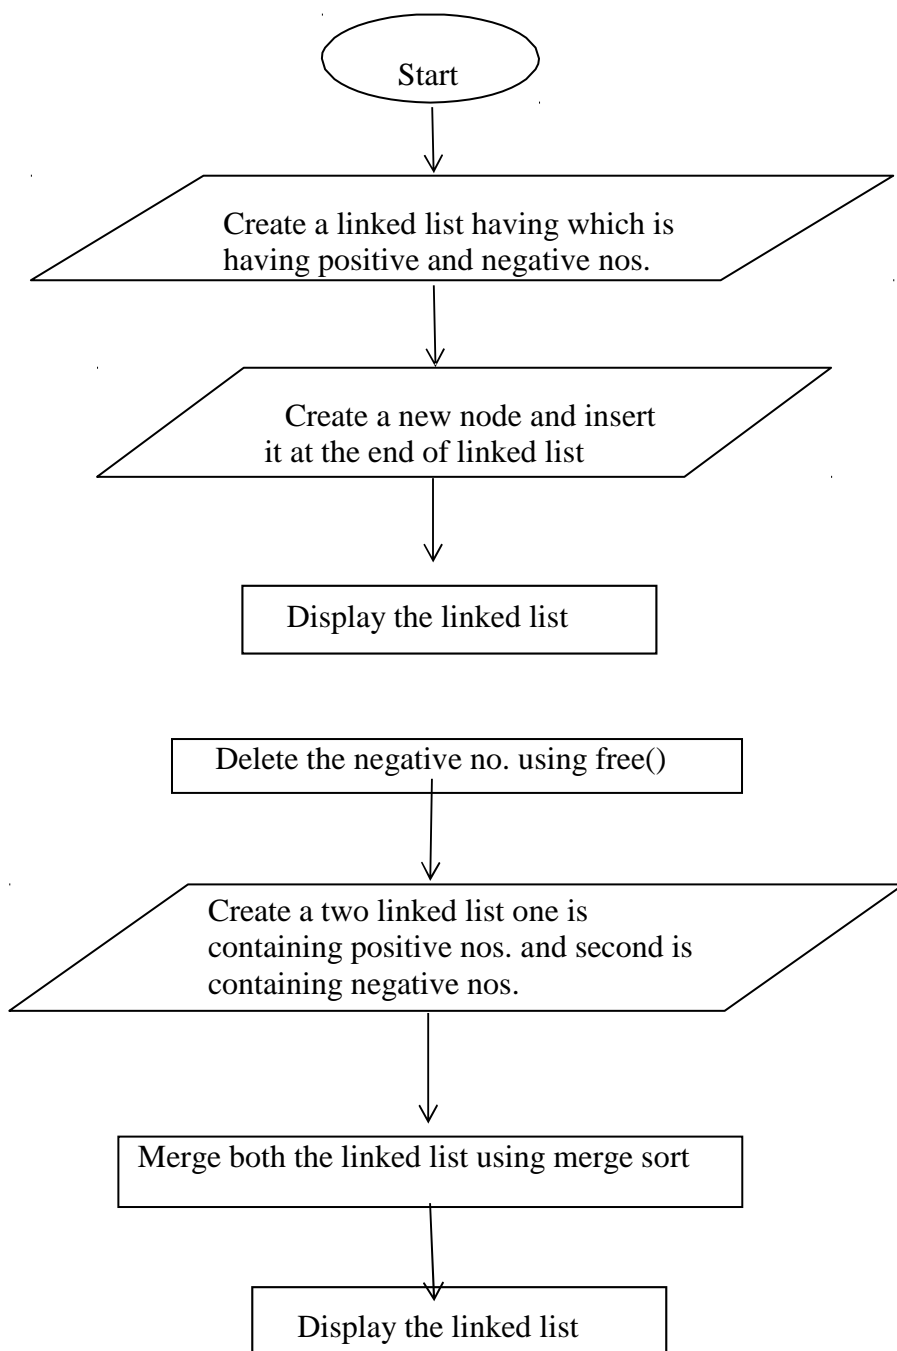 Start
Create a linked list having which is
having positive and negative nos.
Create a new node and insert
it at the end of linked list
Display the linked list
Delete the negative no. using free()
Create a two linked list one is
containing positive nos. and second is
containing negative nos.
Merge both the linked list using merge sort
Display the linked list